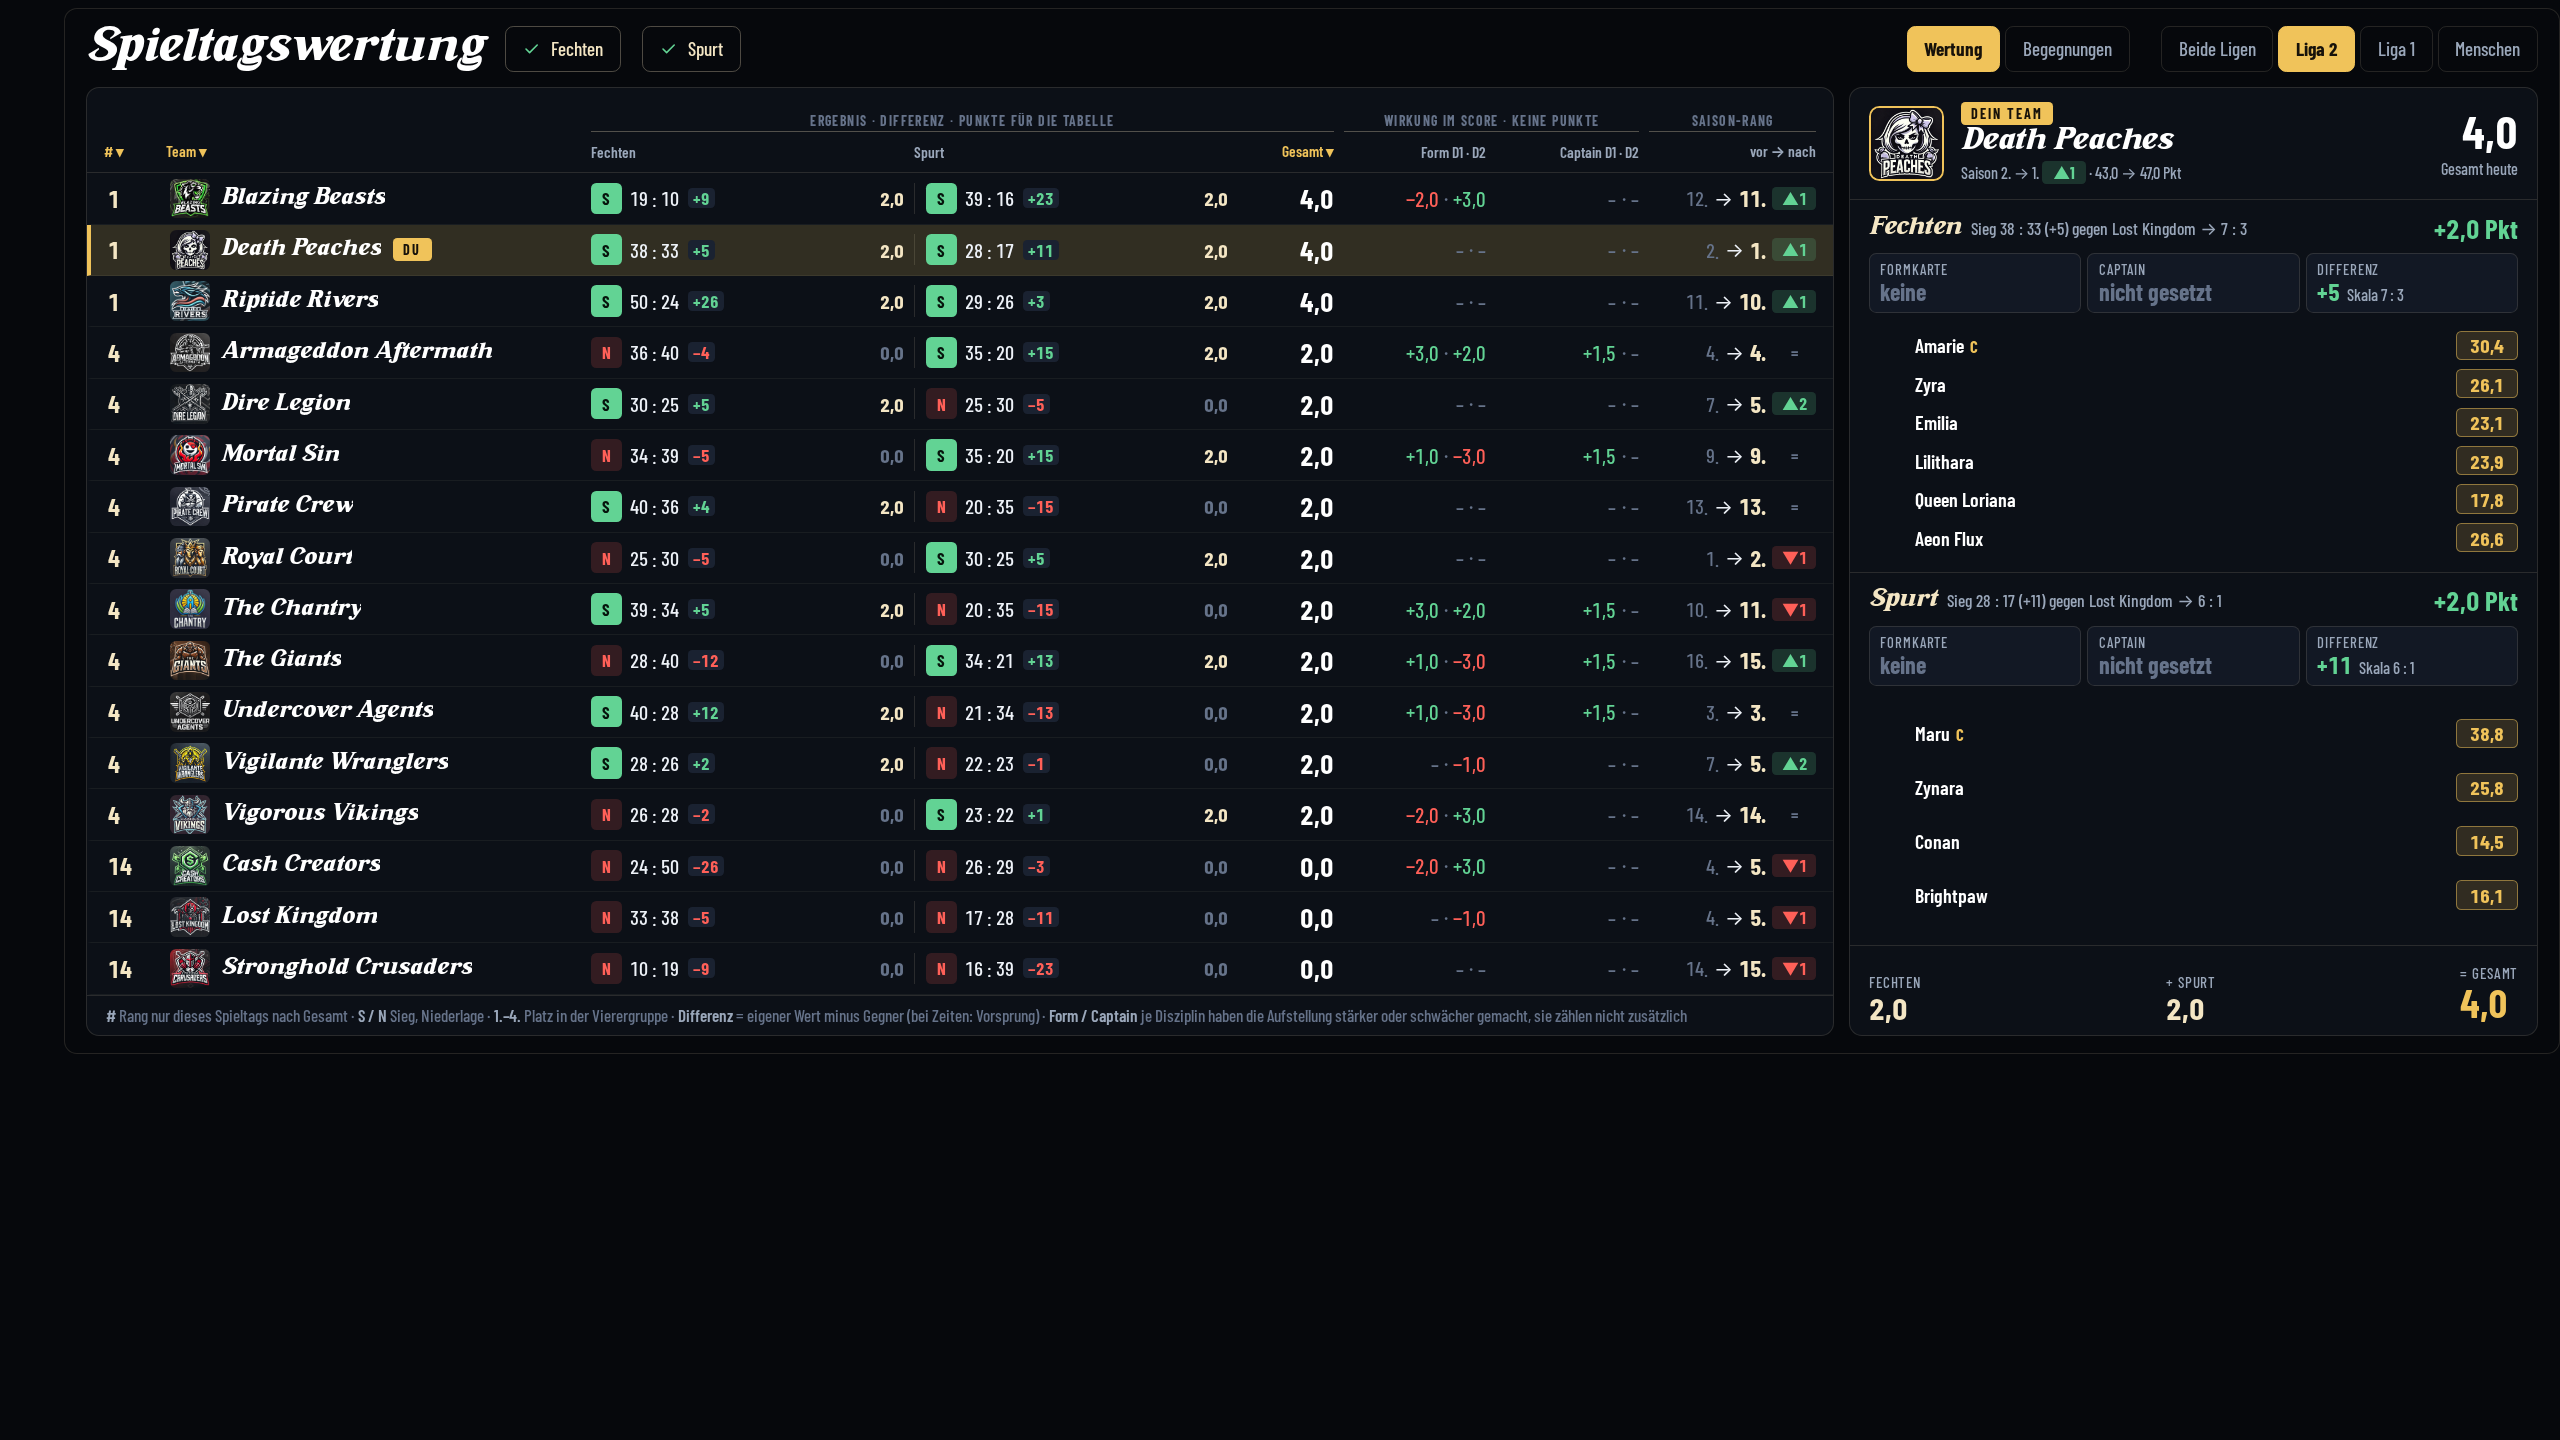 Spieltagswertung ✓ Fechten ✓ Spurt Wertung Begegnungen Beide Ligen Liga 2 Liga 1 Menschen
ERGEBNIS · DIFFERENZ · PUNKTE FÜR DIE TABELLE WIRKUNG IM SCORE · KEINE PUNKTE SAISON-RANG
# ▼ Team ▼ Fechten Spurt Gesamt ▼ Form D1 · D2 Captain D1 · D2 vor → nach
1 Blazing Beasts S 19 : 10 +9 2,0 S 39 : 16 +23 2,0 4,0 −2,0 · +3,0 – · – 12. → 11. ▲1
1 Death Peaches DU S 38 : 33 +5 2,0 S 28 : 17 +11 2,0 4,0 – · – – · – 2. → 1. ▲1
1 Riptide Rivers S 50 : 24 +26 2,0 S 29 : 26 +3 2,0 4,0 – · – – · – 11. → 10. ▲1
4 Armageddon Aftermath N 36 : 40 −4 0,0 S 35 : 20 +15 2,0 2,0 +3,0 · +2,0 +1,5 · – 4. → 4. =
4 Dire Legion S 30 : 25 +5 2,0 N 25 : 30 −5 0,0 2,0 – · – – · – 7. → 5. ▲2
4 Mortal Sin N 34 : 39 −5 0,0 S 35 : 20 +15 2,0 2,0 +1,0 · −3,0 +1,5 · – 9. → 9. =
4 Pirate Crew S 40 : 36 +4 2,0 N 20 : 35 −15 0,0 2,0 – · – – · – 13. → 13. =
4 Royal Court N 25 : 30 −5 0,0 S 30 : 25 +5 2,0 2,0 – · – – · – 1. → 2. ▼1
4 The Chantry S 39 : 34 +5 2,0 N 20 : 35 −15 0,0 2,0 +3,0 · +2,0 +1,5 · – 10. → 11. ▼1
4 The Giants N 28 : 40 −12 0,0 S 34 : 21 +13 2,0 2,0 +1,0 · −3,0 +1,5 · – 16. → 15. ▲1
4 Undercover Agents S 40 : 28 +12 2,0 N 21 : 34 −13 0,0 2,0 +1,0 · −3,0 +1,5 · – 3. → 3. =
4 Vigilante Wranglers S 28 : 26 +2 2,0 N 22 : 23 −1 0,0 2,0 – · −1,0 – · – 7. → 5. ▲2
4 Vigorous Vikings N 26 : 28 −2 0,0 S 23 : 22 +1 2,0 2,0 −2,0 · +3,0 – · – 14. → 14. =
14 Cash Creators N 24 : 50 −26 0,0 N 26 : 29 −3 0,0 0,0 −2,0 · +3,0 – · – 4. → 5. ▼1
14 Lost Kingdom N 33 : 38 −5 0,0 N 17 : 28 −11 0,0 0,0 – · −1,0 – · – 4. → 5. ▼1
14 Stronghold Crusaders N 10 : 19 −9 0,0 N 16 : 39 −23 0,0 0,0 – · – – · – 14. → 15. ▼1
# Rang nur dieses Spieltags nach Gesamt · S / N Sieg, Niederlage · 1.–4. Platz in der Vierergruppe · Differenz = eigener Wert minus Gegner (bei Zeiten: Vorsprung) · Form / Captain je Disziplin haben die Aufstellung stärker oder schwächer gemacht, sie zählen nicht zusätzlich
DEIN TEAM
Death Peaches 4,0
Saison 2. → 1. ▲1 · 43,0 → 47,0 Pkt Gesamt heute
Fechten Sieg 38 : 33 (+5) gegen Lost Kingdom → 7 : 3 +2,0 Pkt
FORMKARTE CAPTAIN DIFFERENZ
keine nicht gesetzt +5 Skala 7 : 3
Amarie C 30,4
Zyra 26,1
Emilia 23,1
Lilithara 23,9
Queen Loriana 17,8
Aeon Flux 26,6
Spurt Sieg 28 : 17 (+11) gegen Lost Kingdom → 6 : 1 +2,0 Pkt
FORMKARTE CAPTAIN DIFFERENZ
keine nicht gesetzt +11 Skala 6 : 1
Maru C 38,8
Zynara 25,8
Conan 14,5
Brightpaw 16,1
FECHTEN + SPURT = GESAMT
2,0 2,0 4,0